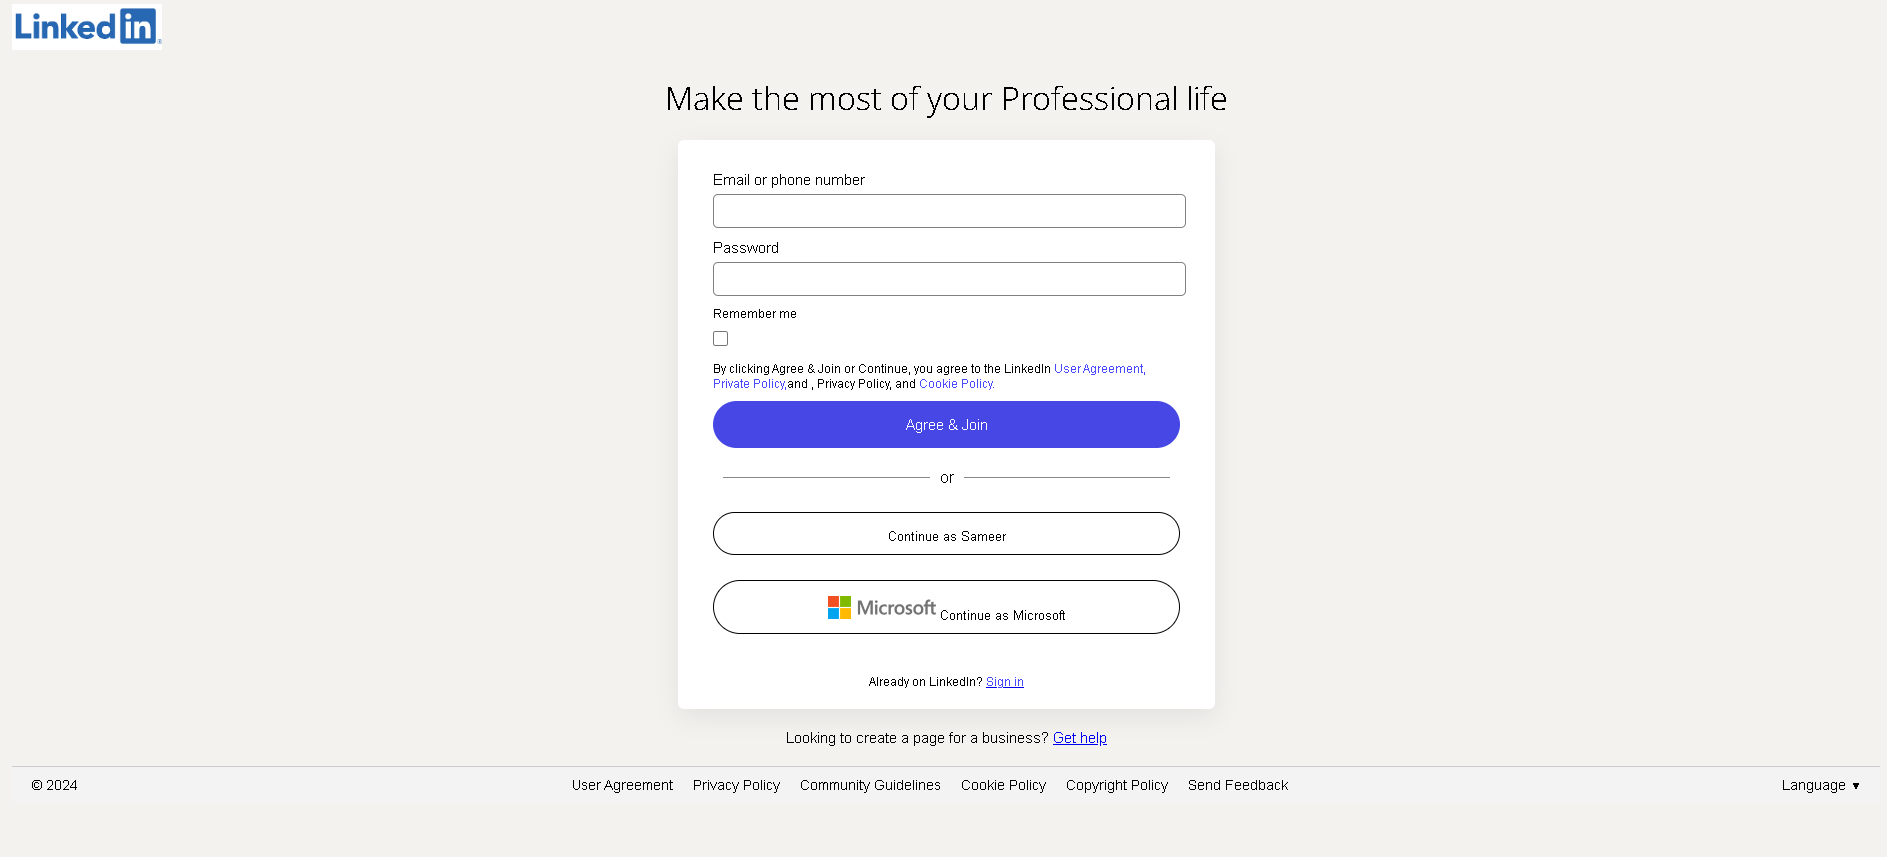 Linked in®
Make the most of your Professional life
Email or phone number
Password
Remember me
By clicking Agree & Join or Continue, you agree to the LinkedIn User Agreement,
Private Policy,and , Privacy Policy, and Cookie Policy.
Agree & Join
or
Continue as Sameer
Microsoft Continue as Microsoft
Already on LinkedIn? Sign in
Looking to create a page for a business? Get help
© 2024 User Agreement Privacy Policy Community Guidelines Cookie Policy Copyright Policy Send Feedback Language ▼